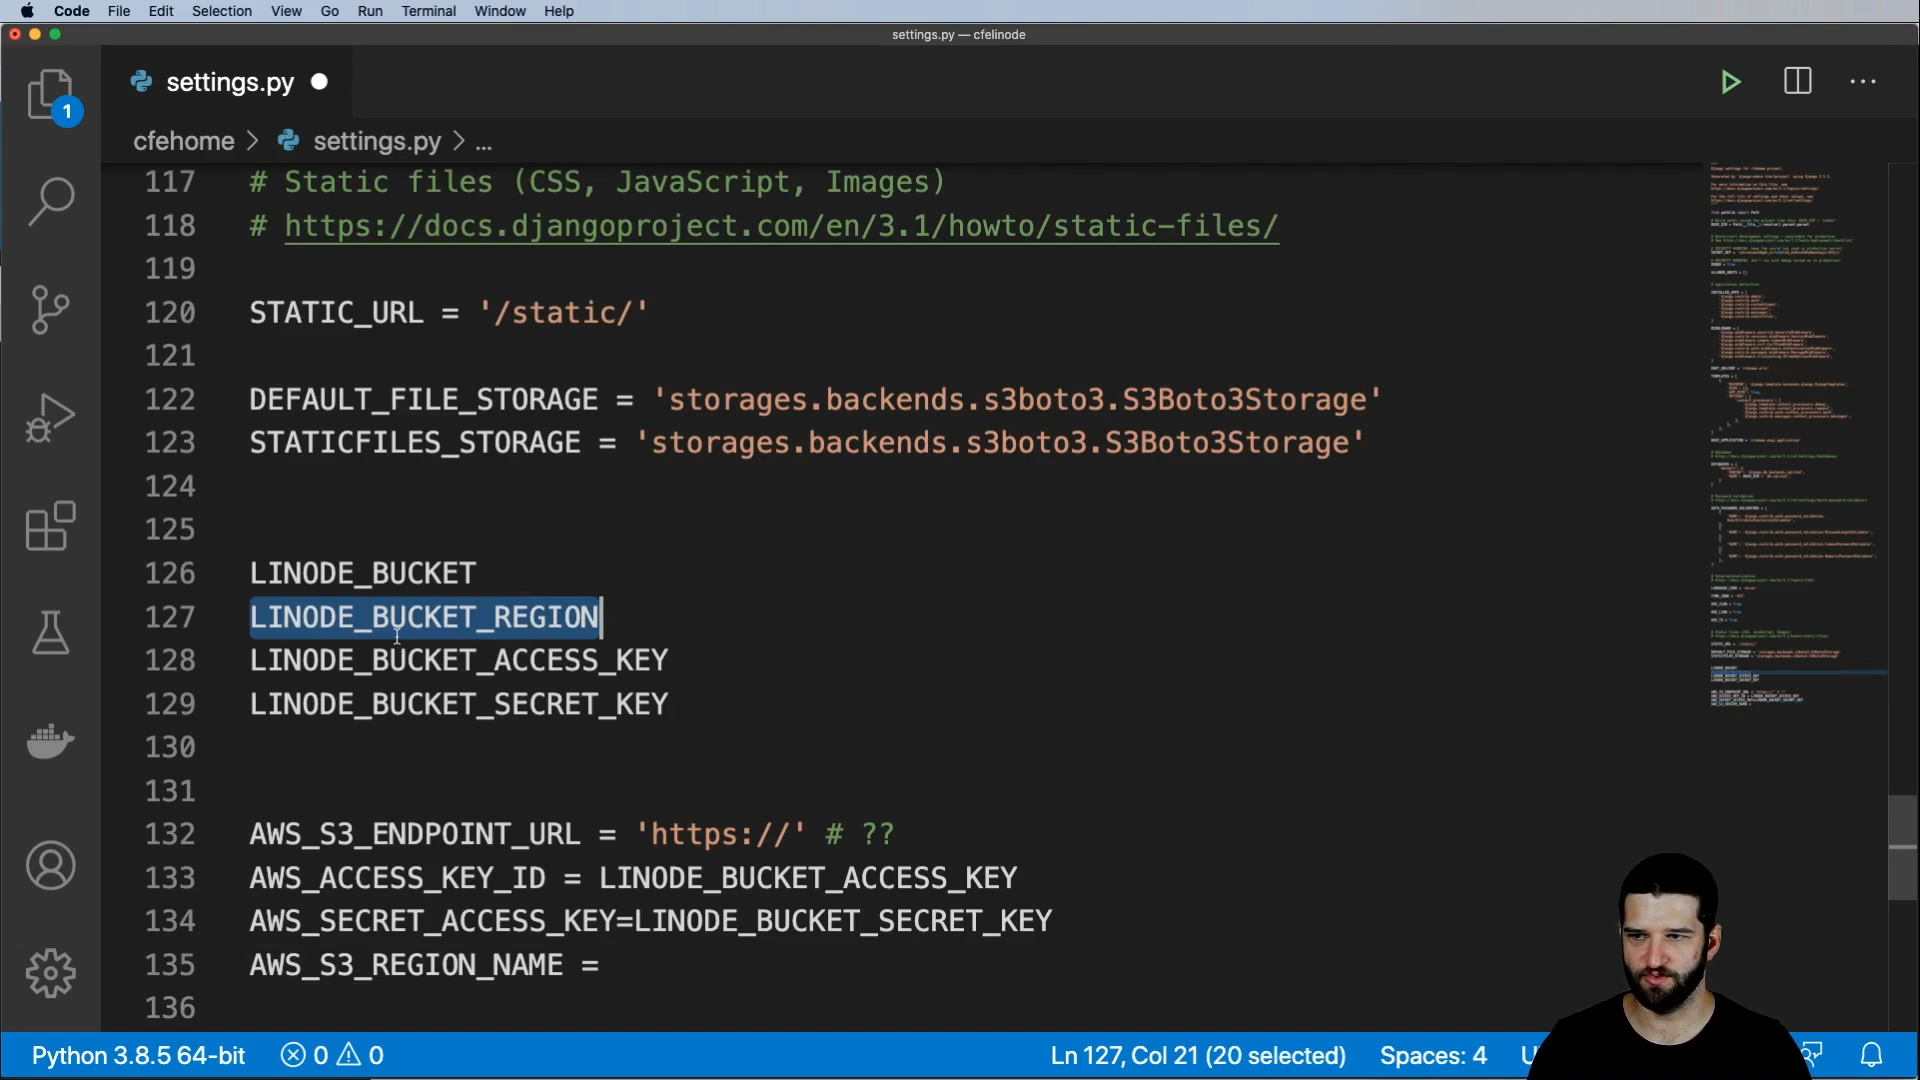 Code File Edit Selection View Go Run Terminal Window Help
settings.py — cfelinode
settings.py
cfehome > settings.py > ...
117 # Static files (CSS, JavaScript, Images)
118 # https://docs.djangoproject.com/en/3.1/howto/static-files/
119
120 STATIC_URL = '/static/'
121
122 DEFAULT_FILE_STORAGE = 'storages.backends.s3boto3.S3Boto3Storage'
123 STATICFILES_STORAGE = 'storages.backends.s3boto3.S3Boto3Storage'
124
125
126 LINODE_BUCKET
127 LINODE_BUCKET_REGION
128 LINODE_BUCKET_ACCESS_KEY
129 LINODE_BUCKET_SECRET_KEY
130
131
132 AWS_S3_ENDPOINT_URL = 'https://' # ??
133 AWS_ACCESS_KEY_ID = LINODE_BUCKET_ACCESS_KEY
134 AWS_SECRET_ACCESS_KEY=LINODE_BUCKET_SECRET_KEY
135 AWS_S3_REGION_NAME =
136
1
Python 3.8.5 64-bit 0 0 Ln 127, Col 21 (20 selected) Spaces: 4